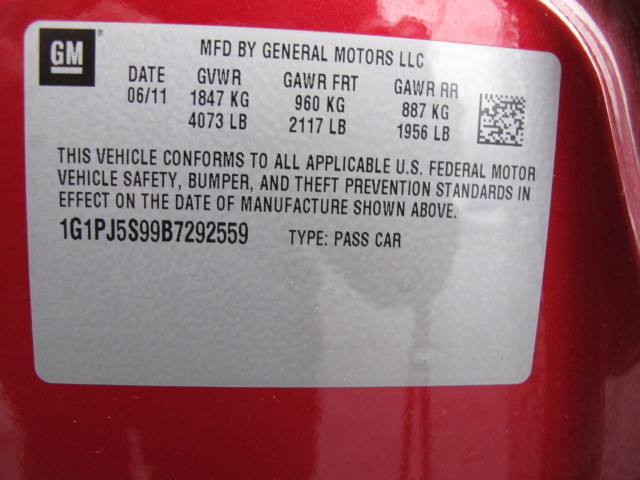 GM
MFD BY GENERAL MOTORS LLC
DATE GVWR GAWR FRT GAWR RR
06/11 1847 KG 960 KG 887 KG
4073 LB 2117 LB 1956 LB
THIS VEHICLE CONFORMS TO ALL APPLICABLE U.S. FEDERAL MOTOR
VEHICLE SAFETY, BUMPER, AND THEFT PREVENTION STANDARDS IN
EFFECT ON THE DATE OF MANUFACTURE SHOWN ABOVE.
1G1PJ5S99B7292559 TYPE: PASS CAR